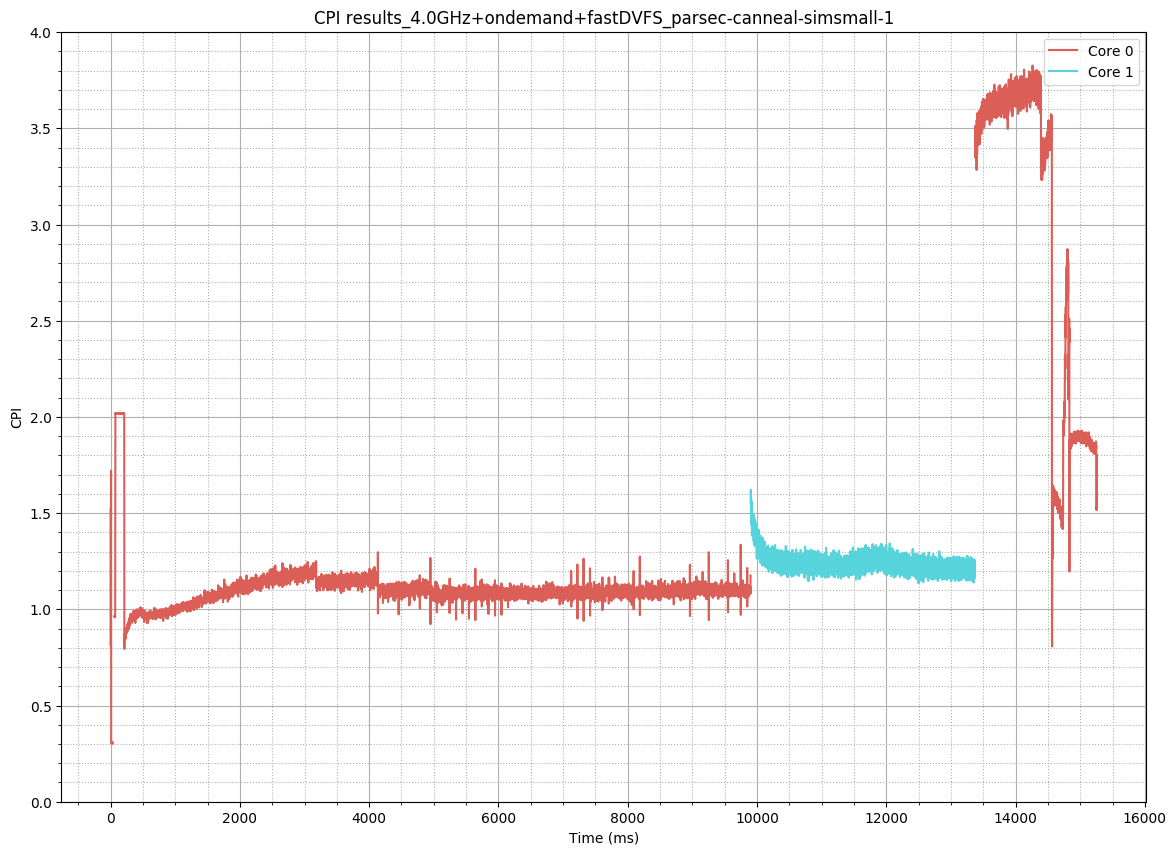 CPI results_4.0GHz+ondemand+fastDVFS_parsec-canneal-simsmall-1
4.0
3.5
3.0
2.5
2.0
1.5
1.0
0.5
0.0
CPI
Core 0
Core 1
0 2000 4000 6000 8000 10000 12000 14000 16000
Time (ms)